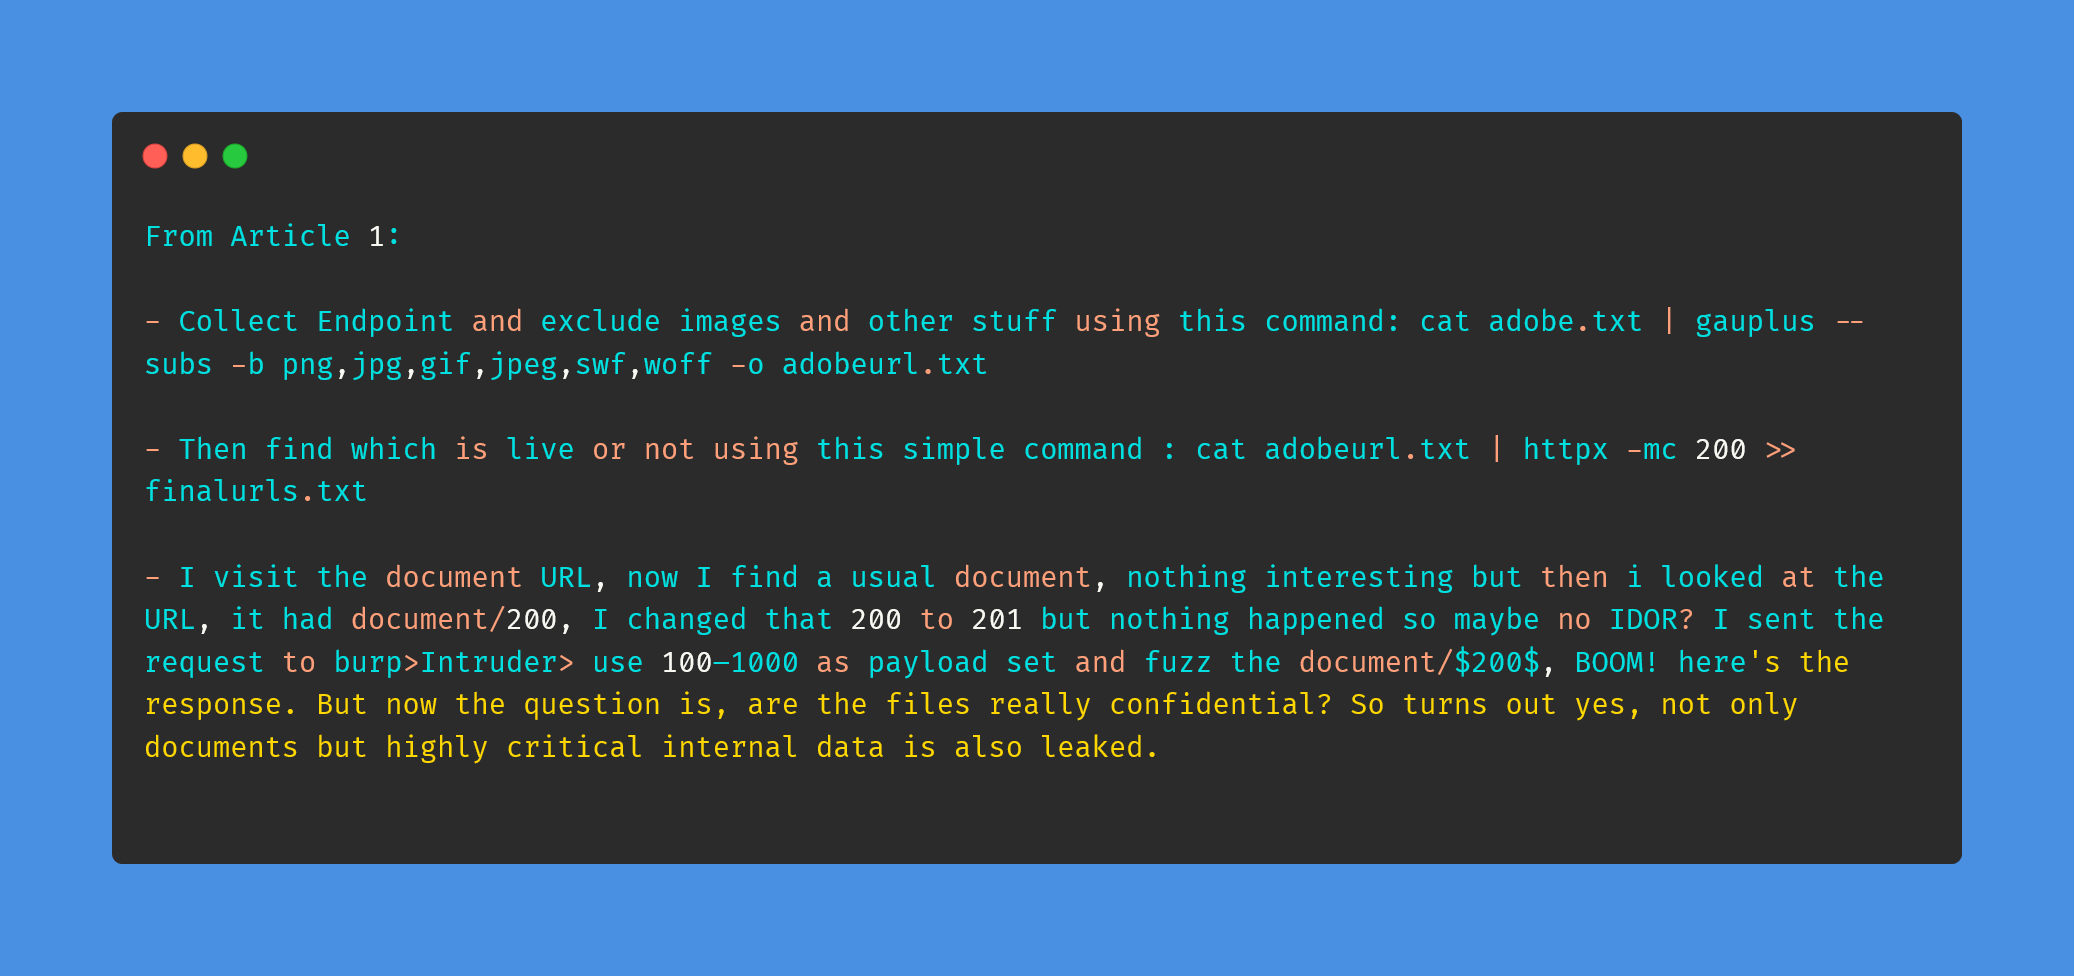 From Article 1:
- Collect Endpoint and exclude images and other stuff using this command: cat adobe.txt | gauplus --
subs -b png,jpg,gif,jpeg,swf,woff -o adobeurl.txt
- Then find which is live or not using this simple command : cat adobeurl.txt | httpx -mc 200 >>
finalurls.txt
- I visit the document URL, now I find a usual document, nothing interesting but then i looked at the
URL, it had document/200, I changed that 200 to 201 but nothing happened so maybe no IDOR? I sent the
request to burp>Intruder> use 100–1000 as payload set and fuzz the document/$200$, BOOM! here's the
response. But now the question is, are the files really confidential? So turns out yes, not only
documents but highly critical internal data is also leaked.